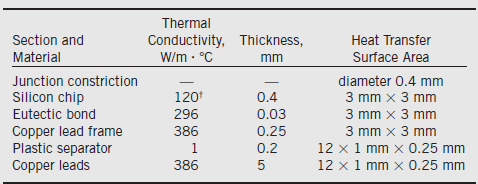 Thermal
Section and Conductivity, Thickness, Heat Transfer
Material W/m · °C mm Surface Area
Junction constriction — — diameter 0.4 mm
Silicon chip 120† 0.4 3 mm × 3 mm
Eutectic bond 296 0.03 3 mm × 3 mm
Copper lead frame 386 0.25 3 mm × 3 mm
Plastic separator 1 0.2 12 × 1 mm × 0.25 mm
Copper leads 386 5 12 × 1 mm × 0.25 mm